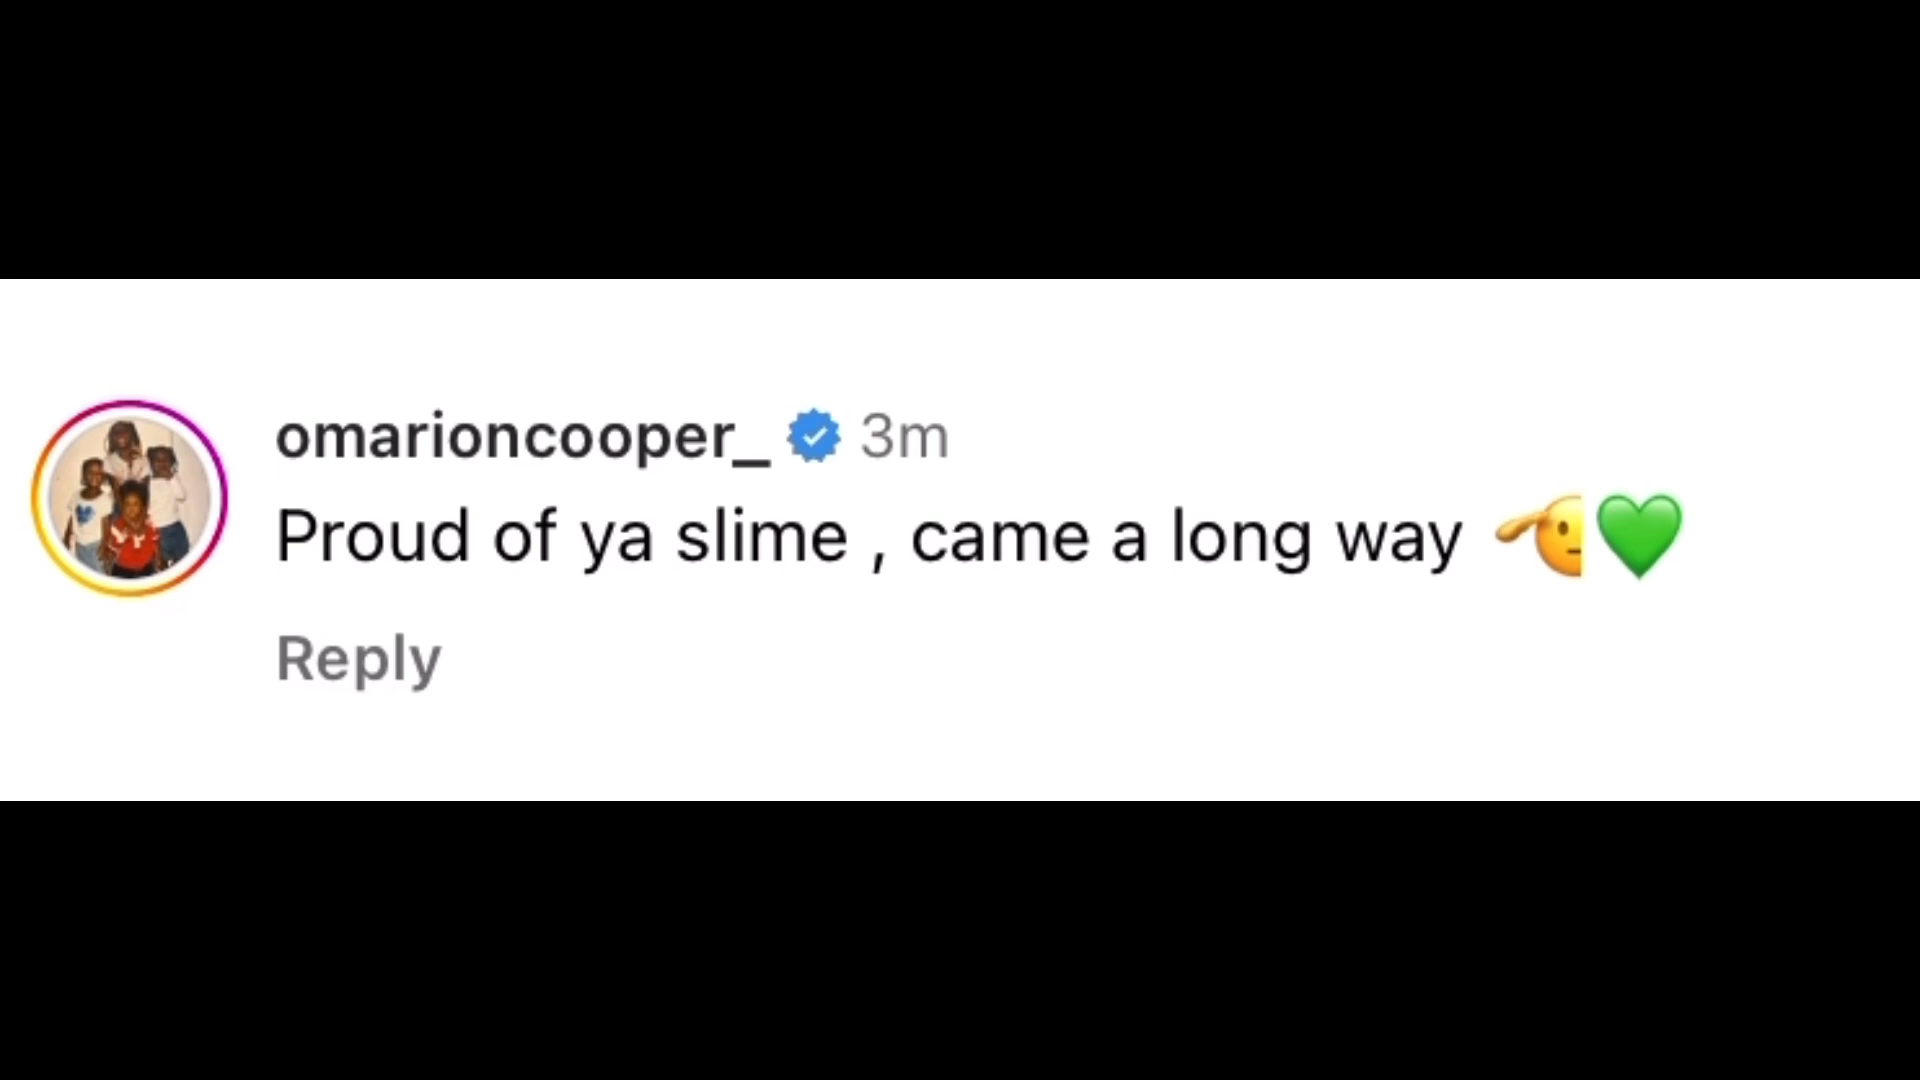 omarioncooper_ 3m
Proud of ya slime , came a long way 🫡💚
Reply